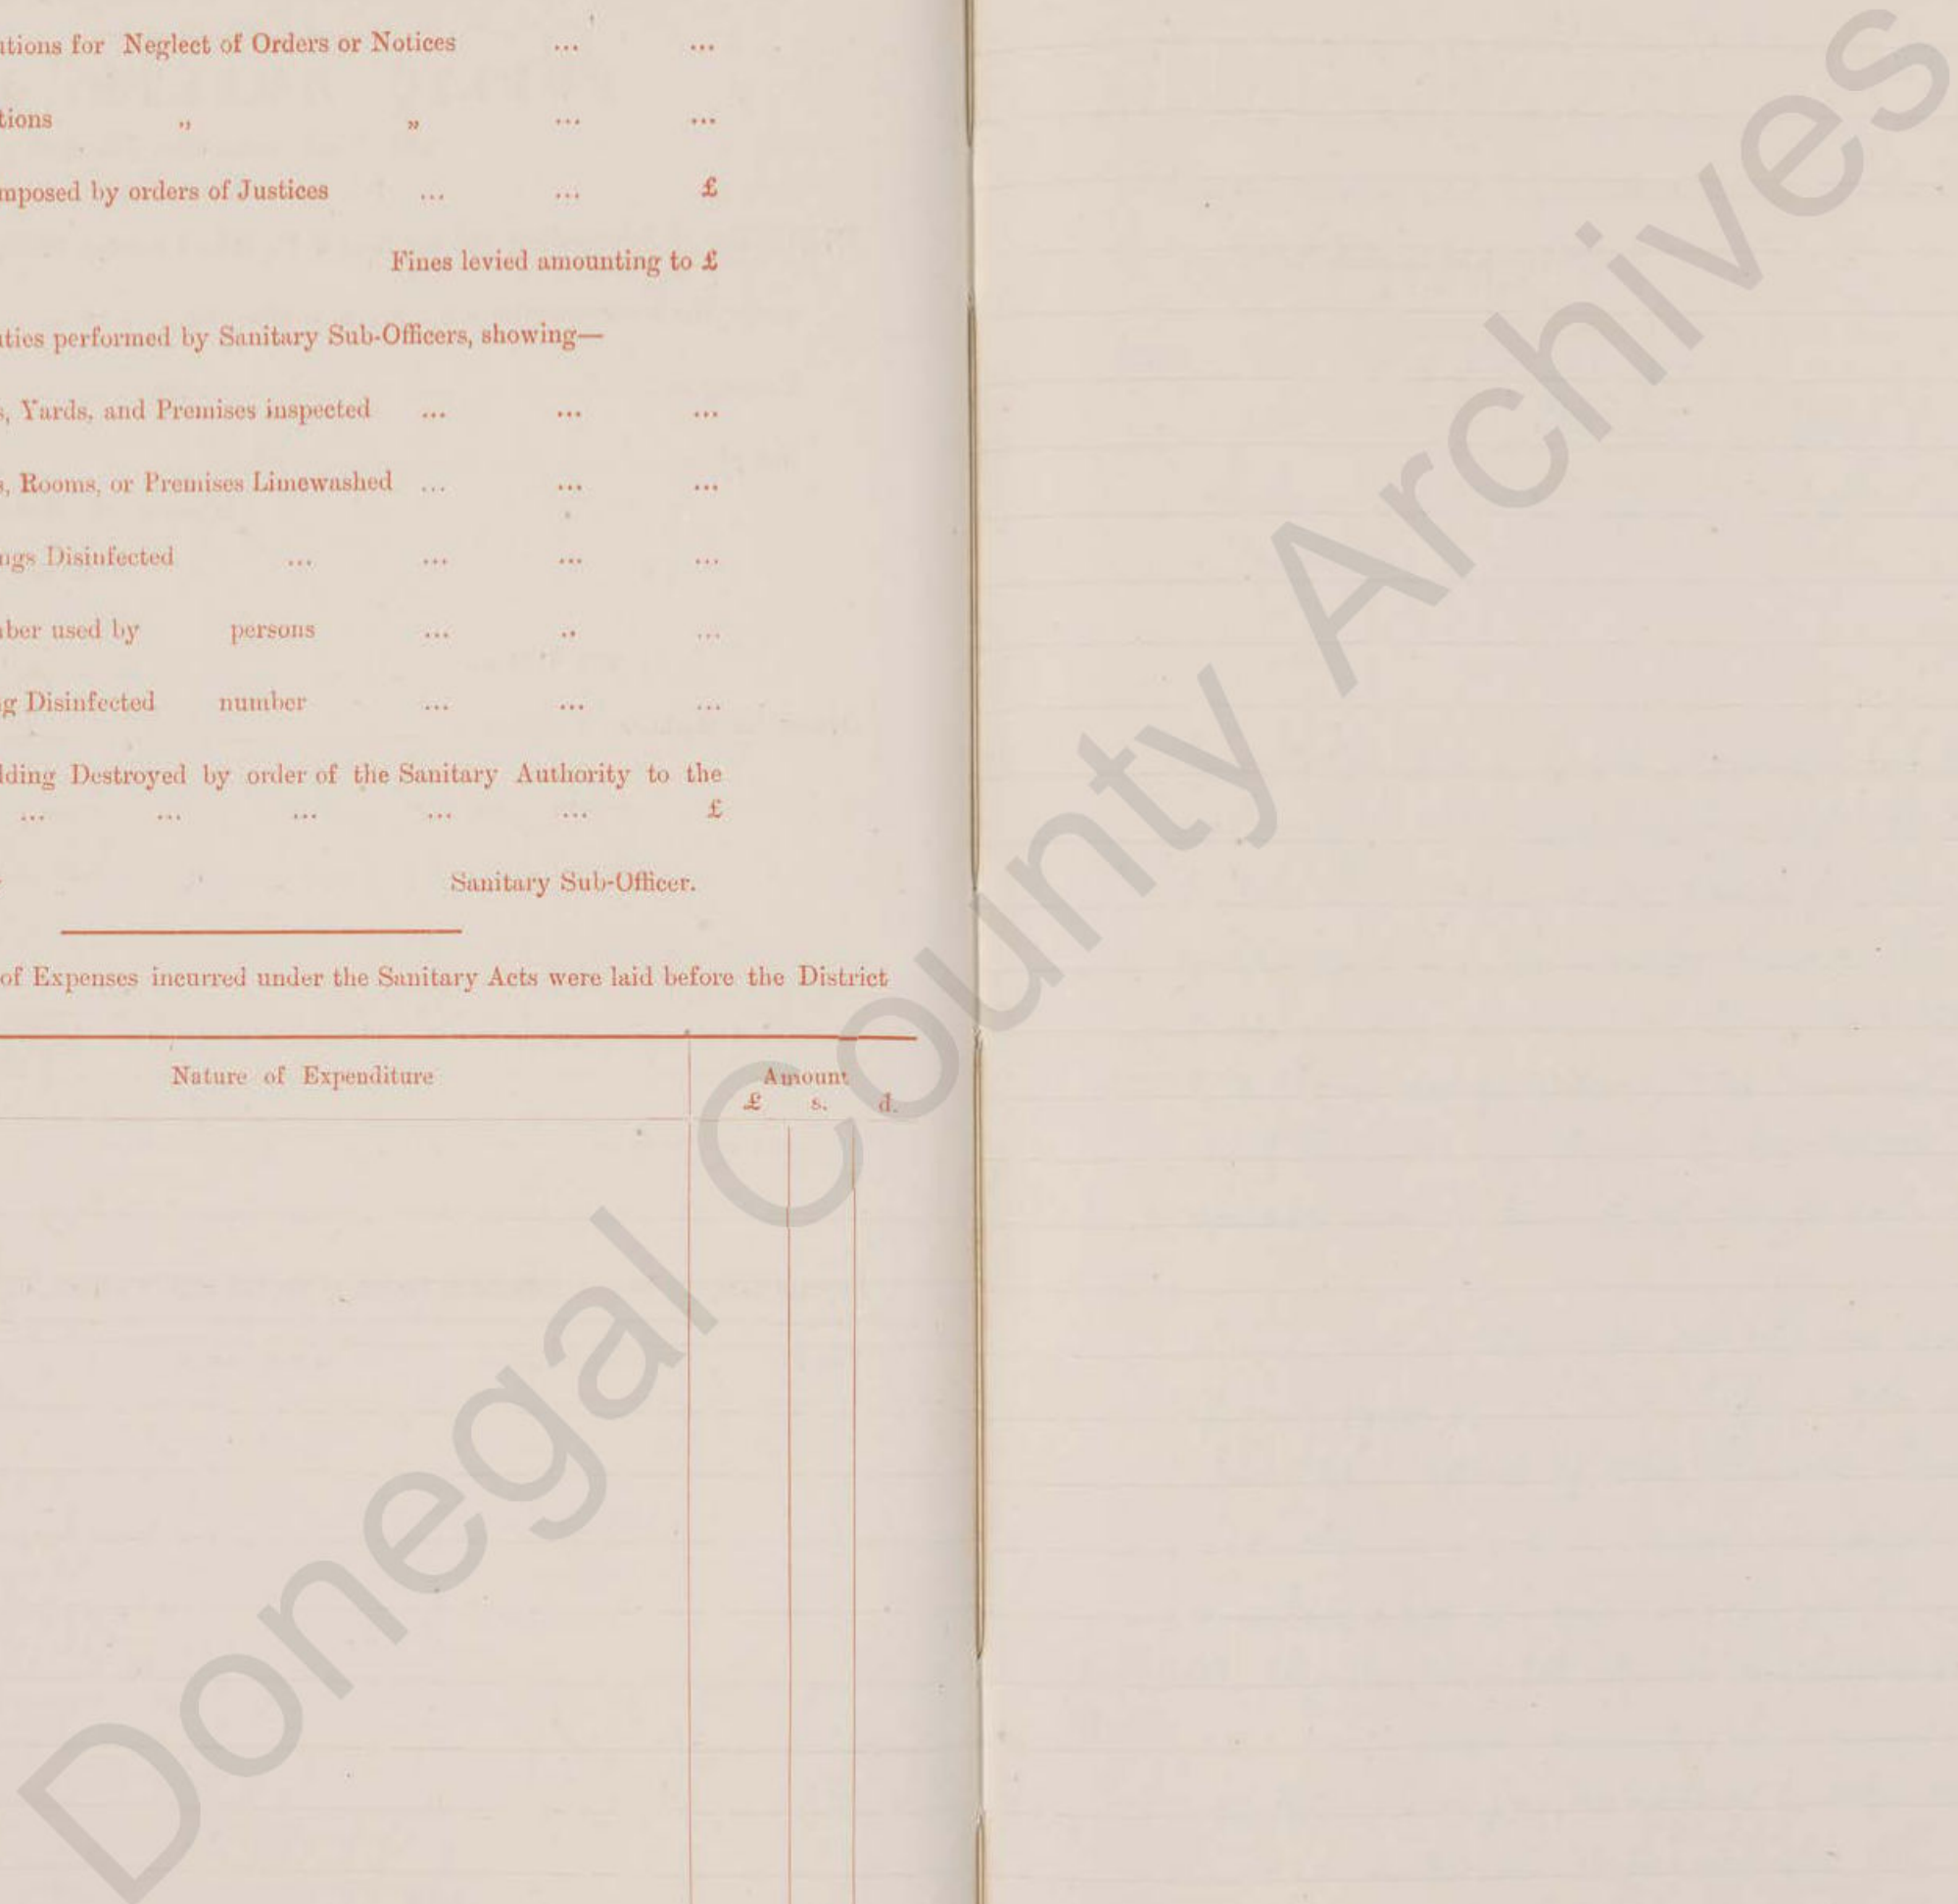 ations for Neglect of Orders or Notices ... ...
tions ,, ,, ... ...
mposed by orders of Justices ... ... £
Fines levied amounting to £
ties performed by Sanitary Sub-Officers, showing—
s, Yards, and Premises inspected ... ... ...
s, Rooms, or Premises Limewashed ... ... ...
ngs Disinfected ... ... ... ...
ber used by persons ... .. ...
g Disinfected number ... ... ...
dding Destroyed by order of the Sanitary Authority to the
... ... ... ... ... £
Sanitary Sub-Officer.
of Expenses incurred under the Sanitary Acts were laid before the District
Nature of Expenditure Amount
£ s. d.
Donegal County Archives